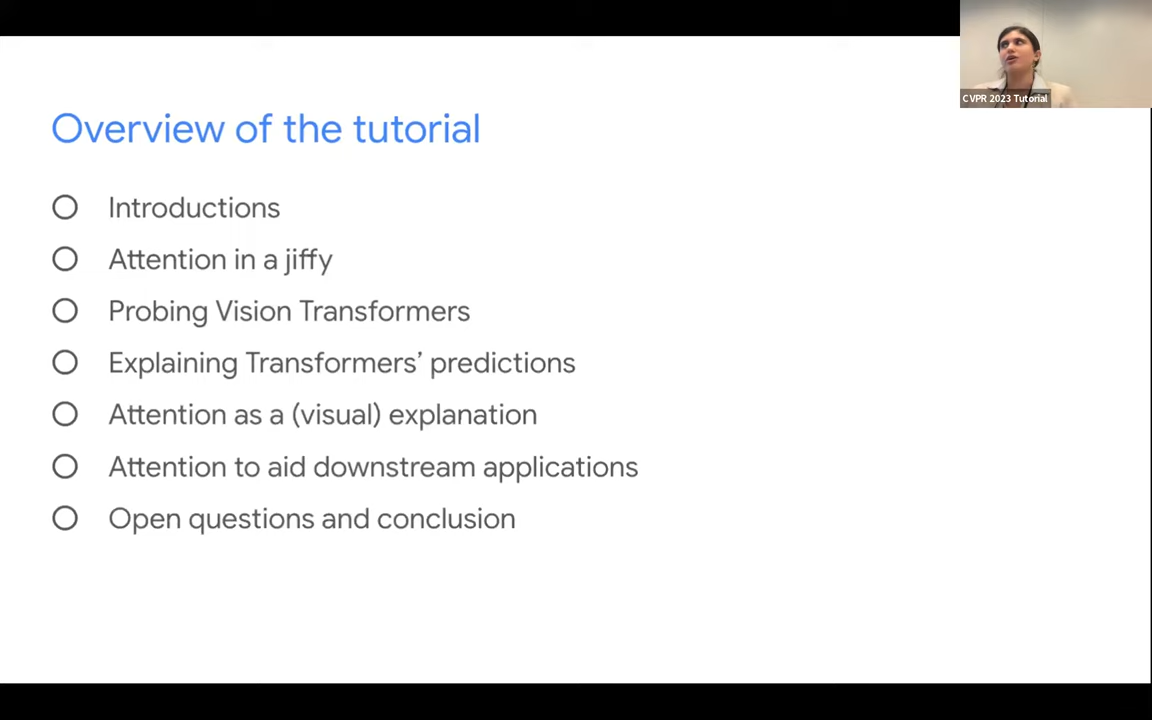 Overview of the tutorial
Introductions
Attention in a jiffy
Probing Vision Transformers
Explaining Transformers’ predictions
Attention as a (visual) explanation
Attention to aid downstream applications
Open questions and conclusion
CVPR 2023 Tutorial